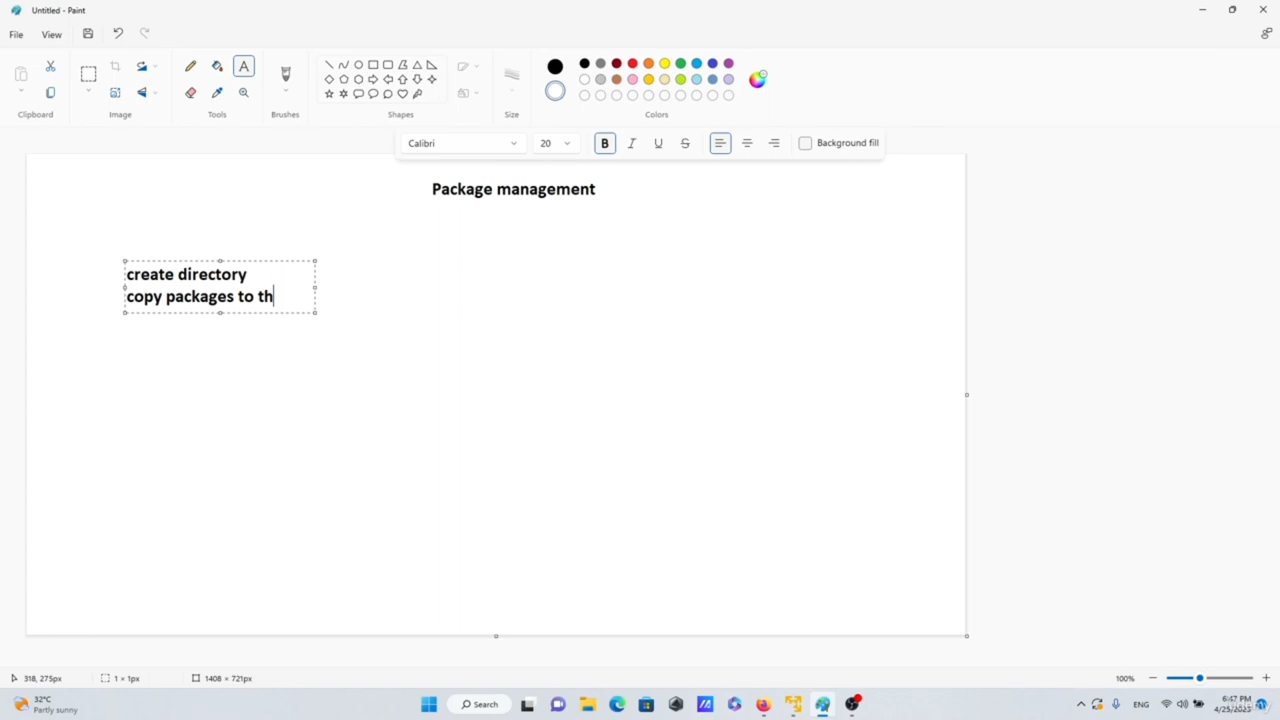 Untitled - Paint
File
View
Clipboard
Image
Tools
Brushes
Shapes
Size
Colors
Calibri
20
B
I
U
S
Background fill
Package management
create directory
copy packages to th
318, 275px
1 × 1px
1408 × 721px
100%
32°C
Partly sunny
Search
ENG
6:47 PM